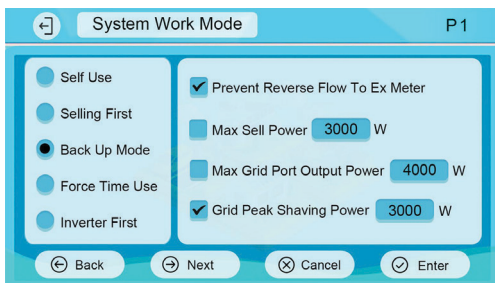 System Work Mode P1
Self Use
Selling First
Back Up Mode
Force Time Use
Inverter First
Prevent Reverse Flow To Ex Meter
Max Sell Power 3000 W
Max Grid Port Output Power 4000 W
Grid Peak Shaving Power 3000 W
Back Next Cancel Enter